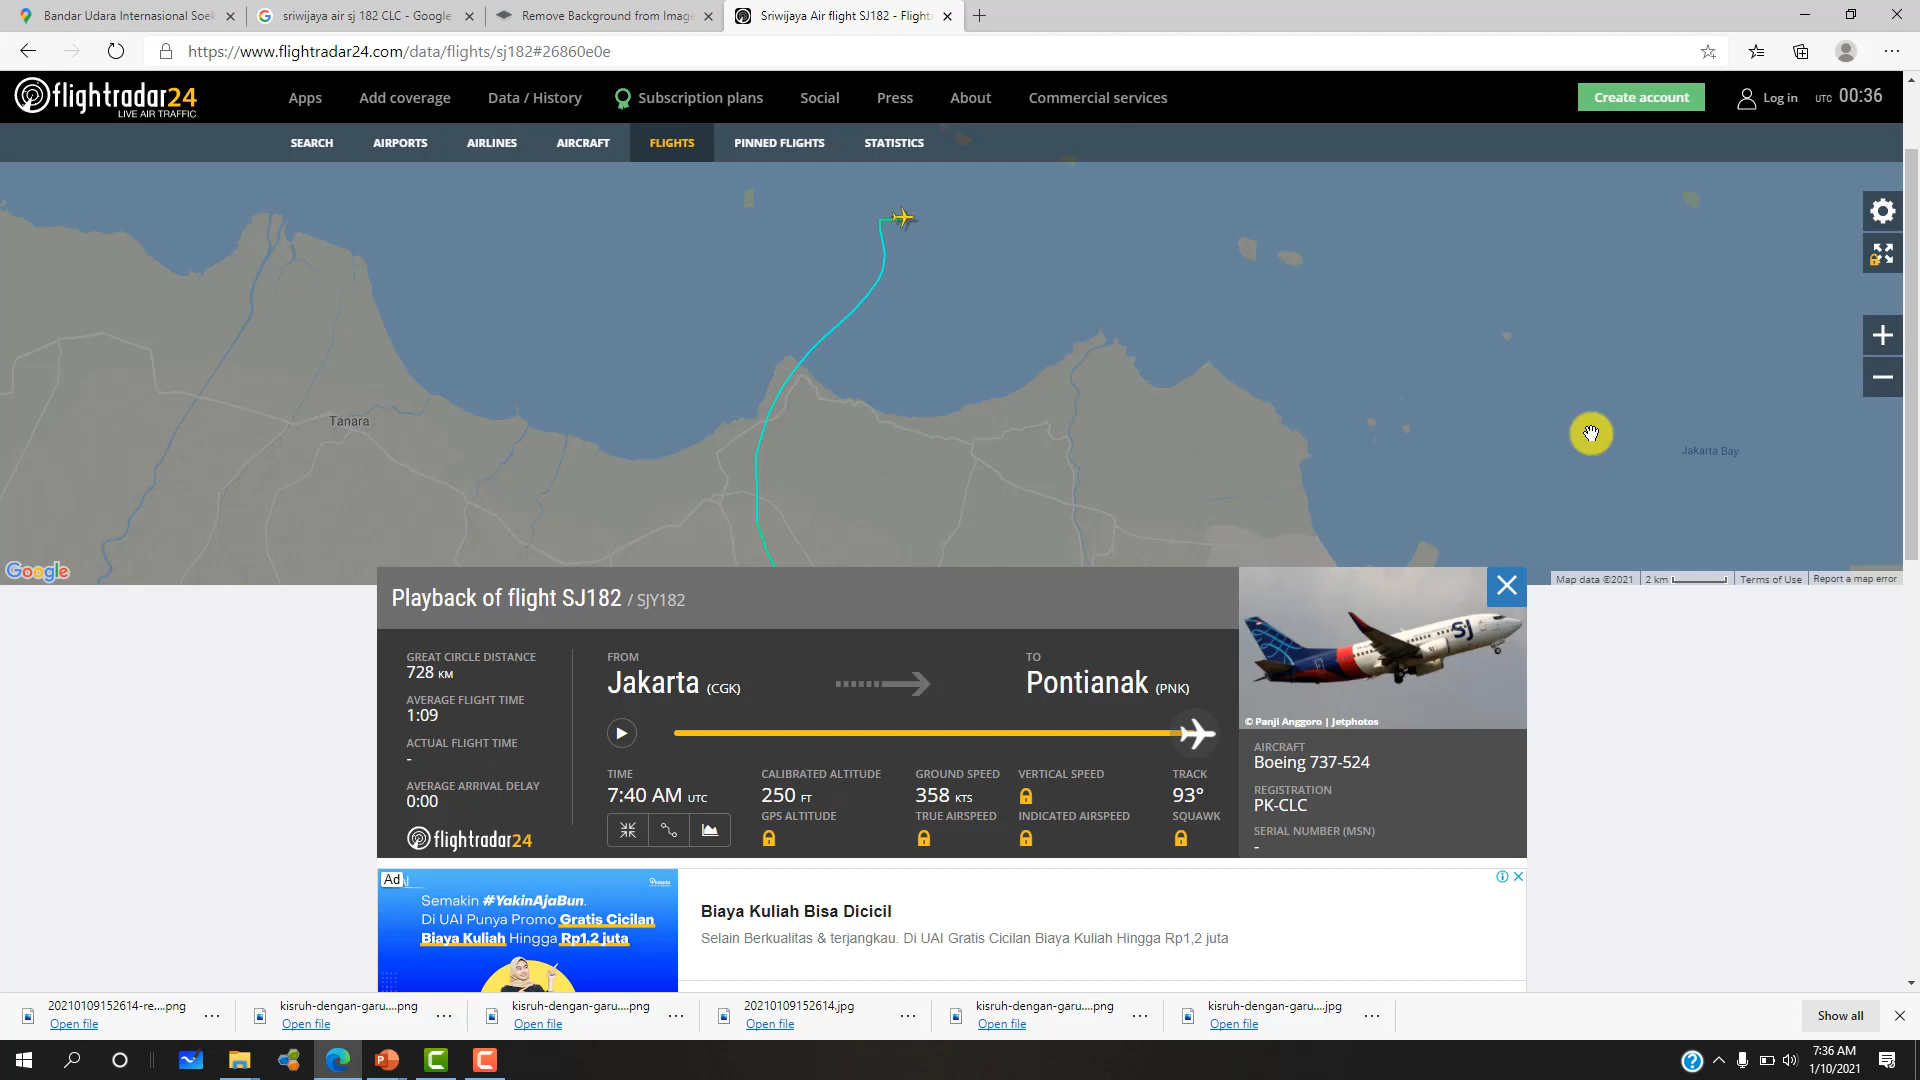 Bandar Udara Internasional Soek
sriwijaya air sj 182 CLC - Google
Remove Background from Image
Sriwijaya Air flight SJ182 - Flight
https://www.flightradar24.com/data/flights/sj182#26860e0e
flightradar24
LIVE AIR TRAFFIC
Apps
Add coverage
Data / History
Subscription plans
Social
Press
About
Commercial services
Create account
Log in
UTC 00:36
SEARCH
AIRPORTS
AIRLINES
AIRCRAFT
FLIGHTS
PINNED FLIGHTS
STATISTICS
Tanara
Jakarta Bay
Google
Map data ©2021
2 km
Terms of Use
Report a map error
Playback of flight SJ182 / SJY182
GREAT CIRCLE DISTANCE
728 KM
AVERAGE FLIGHT TIME
1:09
ACTUAL FLIGHT TIME
-
AVERAGE ARRIVAL DELAY
0:00
flightradar24
FROM
Jakarta (CGK)
TO
Pontianak (PNK)
TIME
7:40 AM UTC
CALIBRATED ALTITUDE
250 FT
GPS ALTITUDE
GROUND SPEED
358 KTS
TRUE AIRSPEED
VERTICAL SPEED
INDICATED AIRSPEED
TRACK
93°
SQUAWK
SJ
© Panji Anggoro | Jetphotos
AIRCRAFT
Boeing 737-524
REGISTRATION
PK-CLC
SERIAL NUMBER (MSN)
-
Ad
Semakin #YakinAjaBun.
Di UAI Punya Promo Gratis Cicilan
Biaya Kuliah Hingga Rp1,2 juta
Biaya Kuliah Bisa Dicicil
Selain Berkualitas & terjangkau. Di UAI Gratis Cicilan Biaya Kuliah Hingga Rp1,2 juta
20210109152614-re....png
Open file
kisruh-dengan-garu....png
Open file
kisruh-dengan-garu....png
Open file
20210109152614.jpg
Open file
kisruh-dengan-garu....png
Open file
kisruh-dengan-garu....jpg
Open file
Show all
7:36 AM
1/10/2021